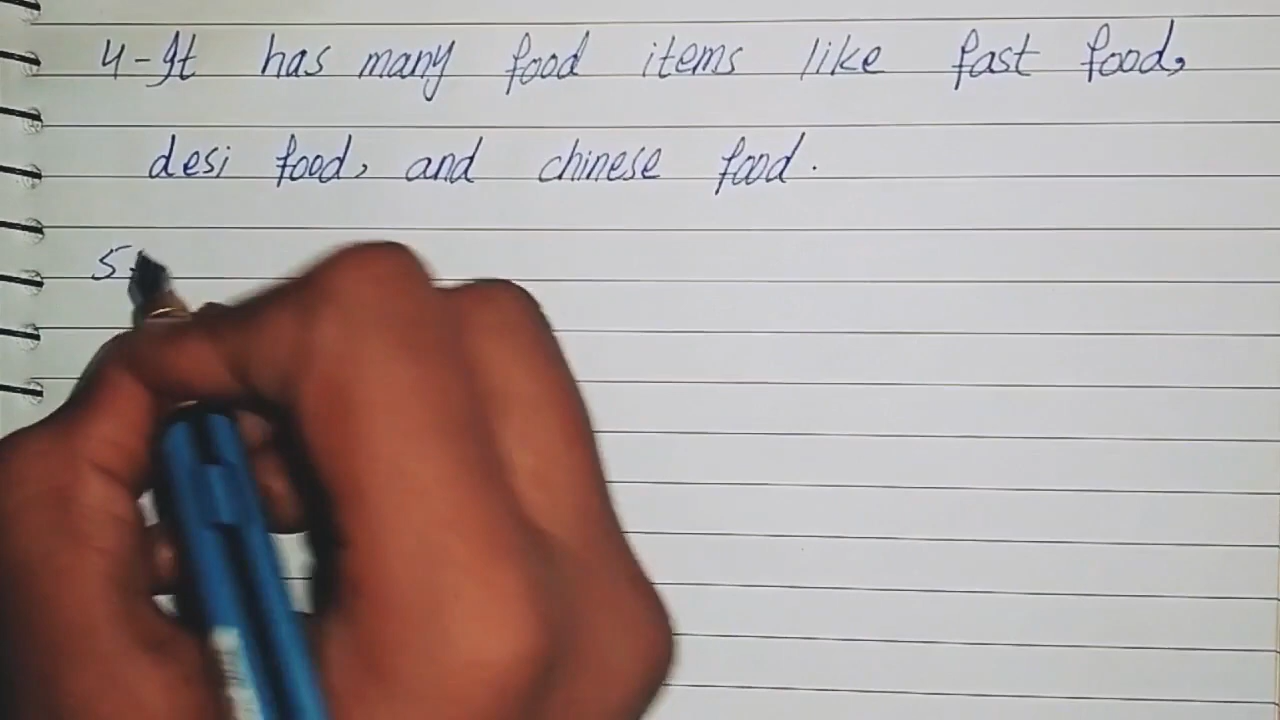 4-It has many food items like fast food,
desi food, and chinese food.
5-